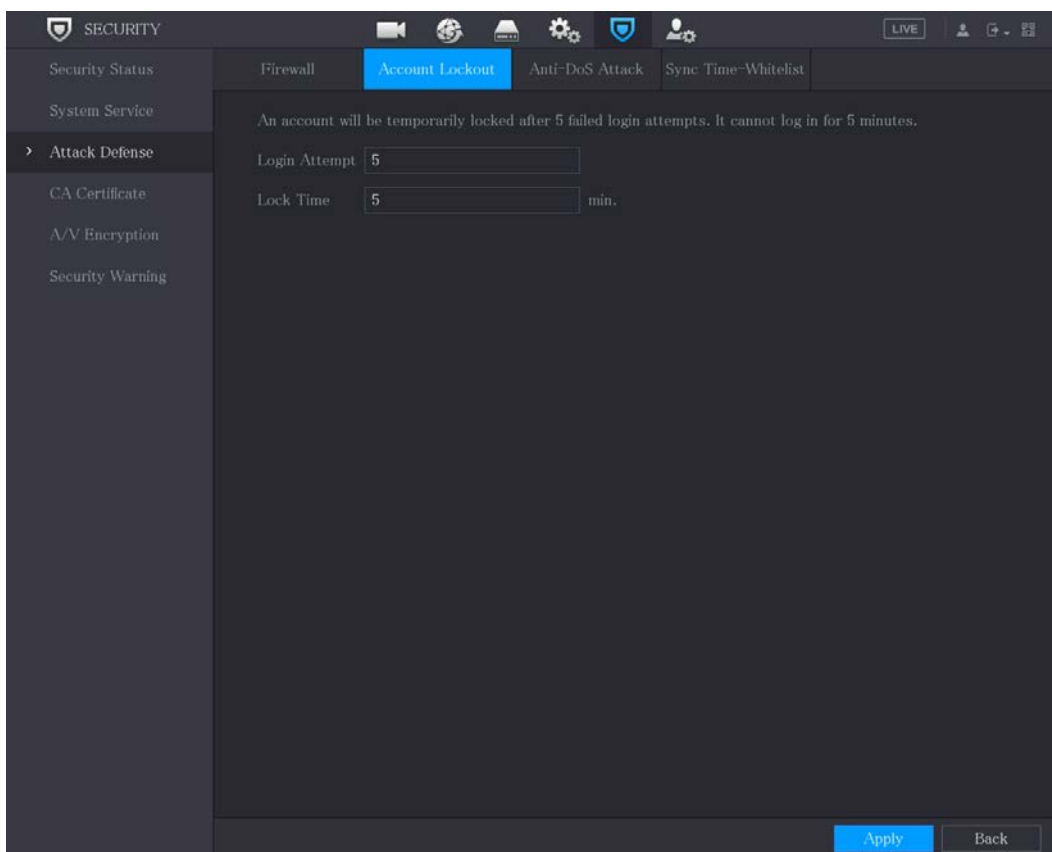 SECURITY
LIVE
Security Status
System Service
Attack Defense
CA Certificate
A/V Encryption
Security Warning
Firewall
Account Lockout
Anti-DoS Attack
Sync Time-Whitelist
An account will be temporarily locked after 5 failed login attempts. It cannot log in for 5 minutes.
Login Attempt 5
Lock Time 5 min.
Apply
Back